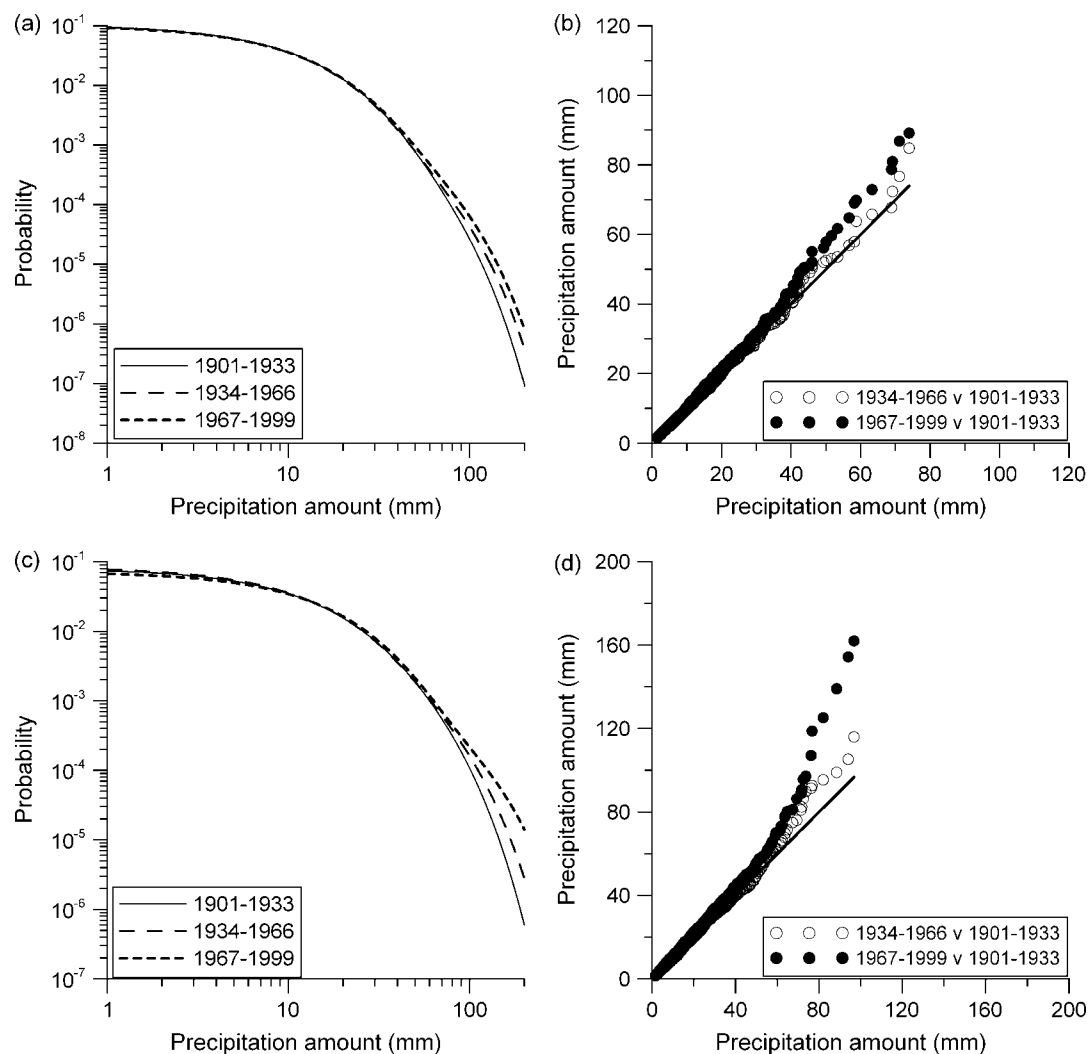 (a)
Probability
10-1
10-2
10-3
10-4
10-5
10-6
10-7
10-8
1901-1933
1934-1966
1967-1999
1
10
100
Precipitation amount (mm)
(b)
Precipitation amount (mm)
120
100
80
60
40
20
0
1934-1966 v 1901-1933
1967-1999 v 1901-1933
0 20 40 60 80 100 120
Precipitation amount (mm)
(c)
Probability
10-1
10-2
10-3
10-4
10-5
10-6
10-7
1901-1933
1934-1966
1967-1999
1
10
100
Precipitation amount (mm)
(d)
Precipitation amount (mm)
200
160
120
80
40
0
1934-1966 v 1901-1933
1967-1999 v 1901-1933
0 40 80 120 160 200
Precipitation amount (mm)